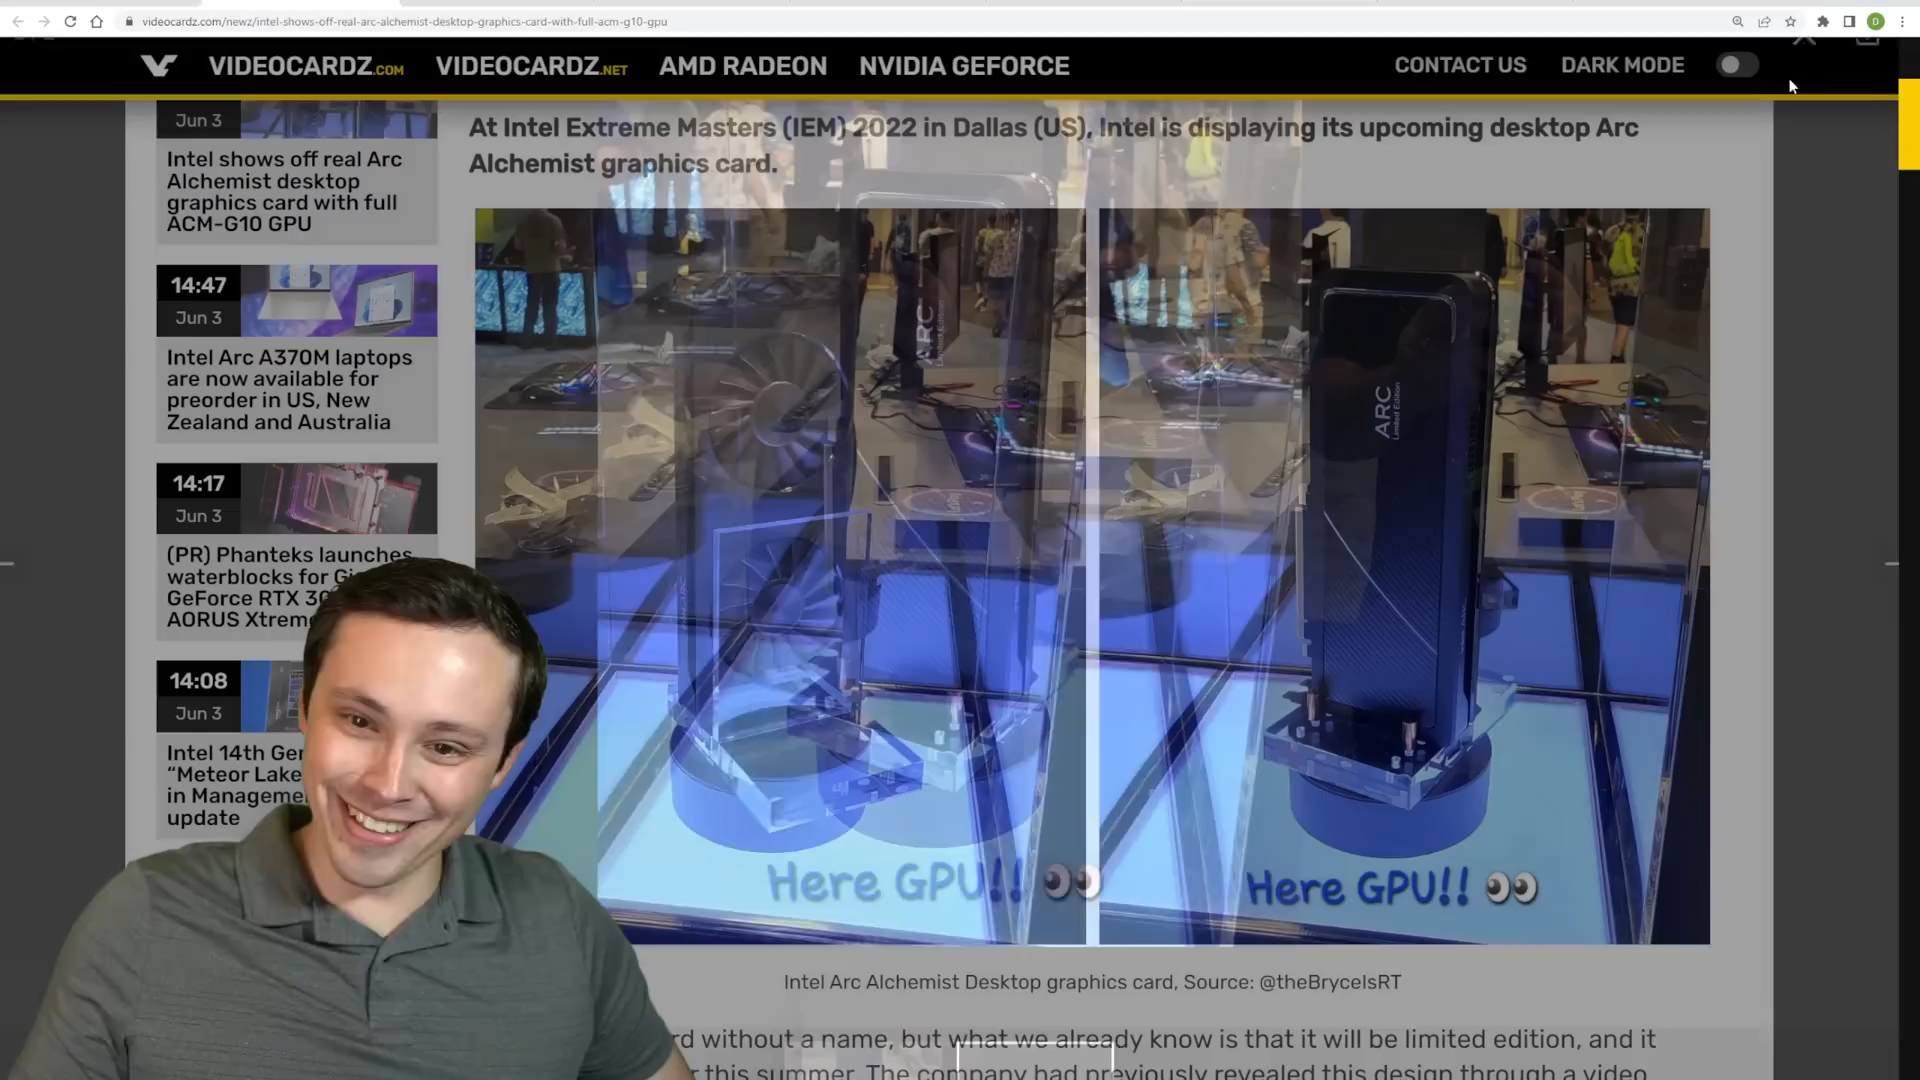 videocardz.com/newz/intel-shows-off-real-arc-alchemist-desktop-graphics-card-with-full-acm-g10-gpu
D
VIDEOCARDZ.COM
VIDEOCARDZ.NET
AMD RADEON
NVIDIA GEFORCE
CONTACT US
DARK MODE
Jun 3
Intel shows off real Arc
Alchemist desktop
graphics card with full
ACM-G10 GPU
14:47
Jun 3
Intel Arc A370M laptops
are now available for
preorder in US, New
Zealand and Australia
14:17
Jun 3
(PR) Phanteks launches
waterblocks for
GeForce RTX
AORUS
14:08
Jun 3
Intel 14th Gen
“Meteor Lake
in
update
At Intel Extreme Masters (IEM) 2022 in Dallas (US), Intel is displaying its upcoming desktop Arc
Alchemist graphics card.
ARC
Limited Edition
ARC
Limited Edition
Here GPU!! 👀
Here GPU!! 👀
Intel Arc Alchemist Desktop graphics card, Source: @theBryceIsRT
without a name, but what we already know is that it will be limited edition, and it
this summer. The company had previously revealed this design through a video